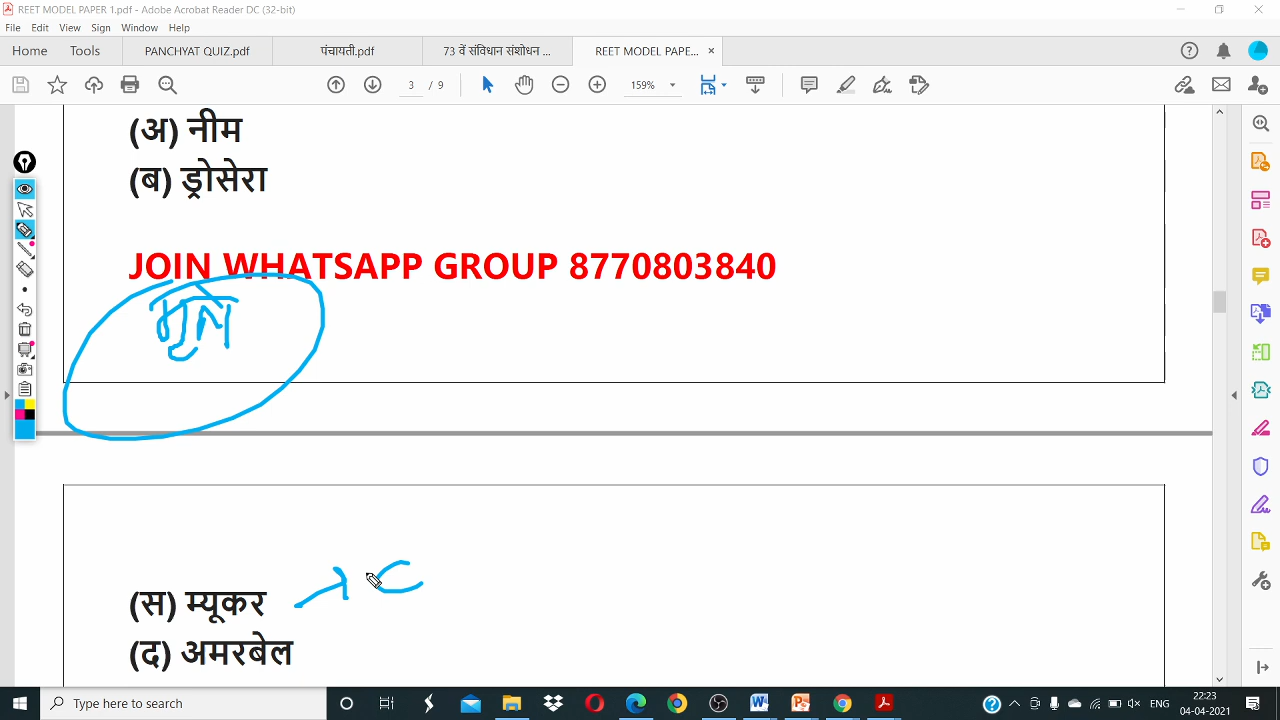 REET MODEL PAPER 1.pdf - Adobe Acrobat Reader DC (32-bit)
File Edit View Sign Window Help
Home Tools PANCHYAT QUIZ.pdf पंचायती.pdf 73 वें संविधान संशोधन ... REET MODEL PAPE... ×
3 / 9 159%
(अ) नीम
(ब) ड्रोसेरा
JOIN WHATSAPP GROUP 8770803840
(स) म्यूकर
(द) अमरबेल
Type here to search
ENG
22:23
04-04-2021